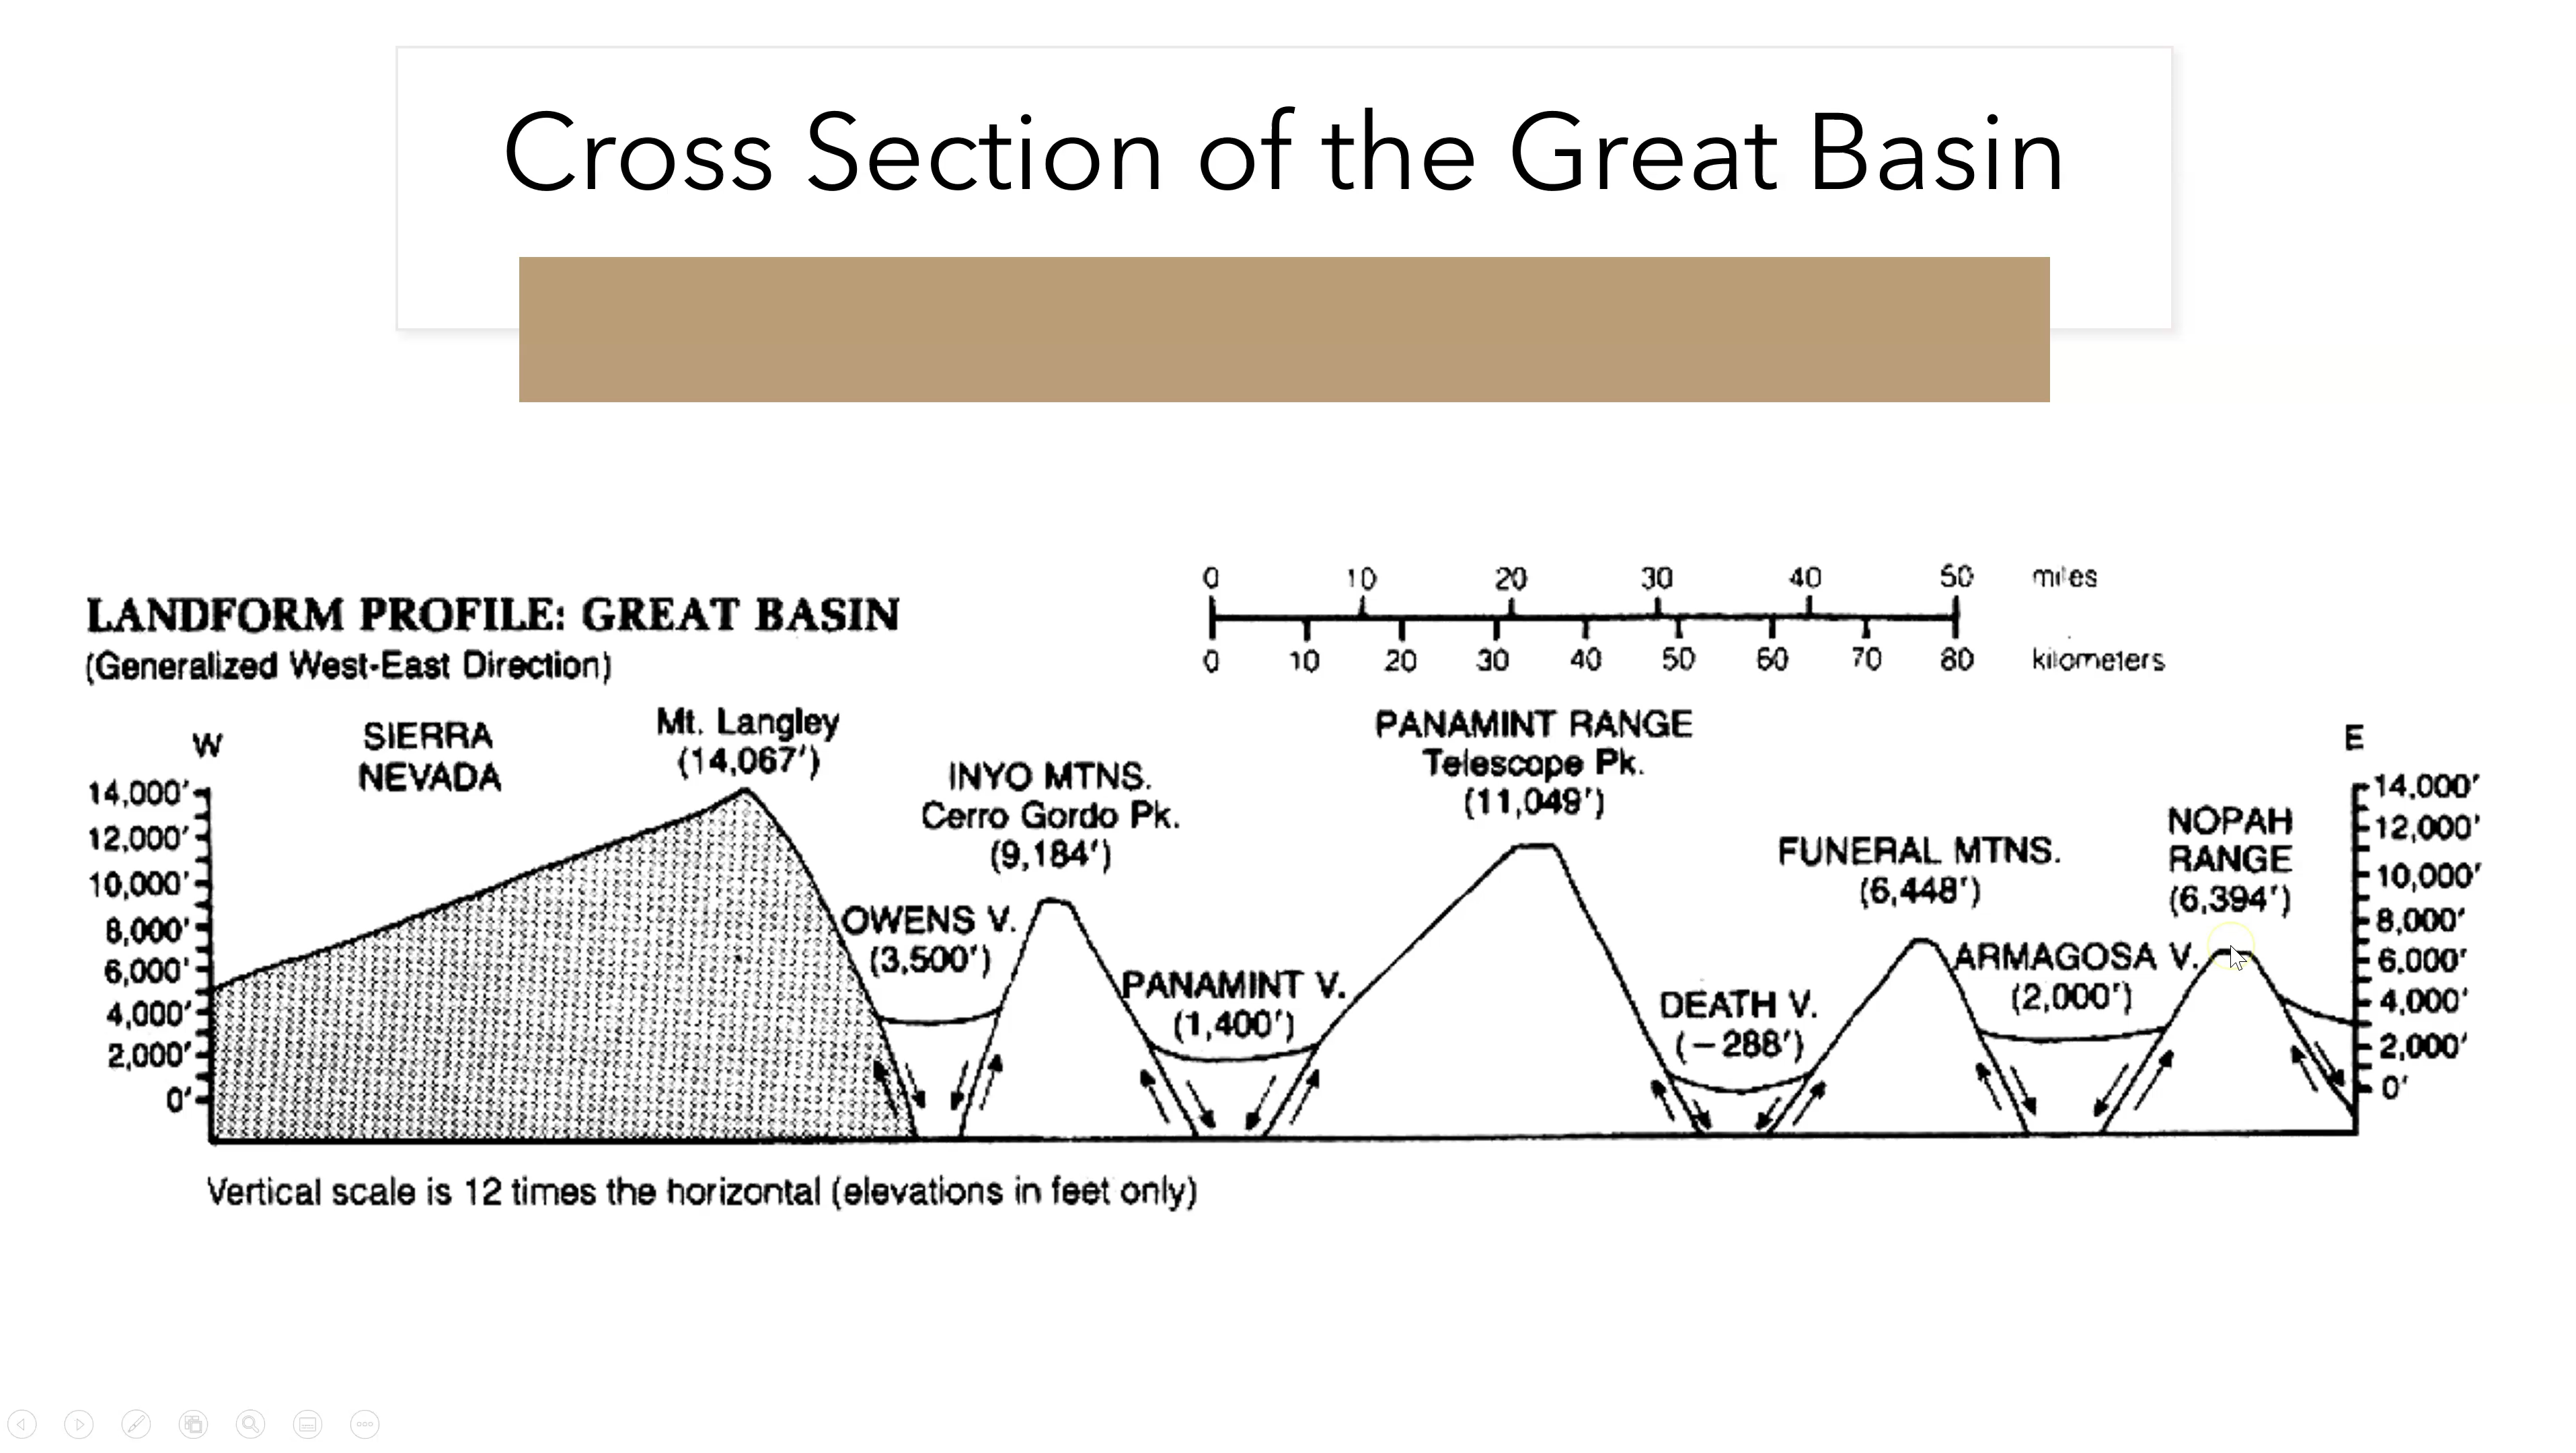 Cross Section of the Great Basin
0 10 20 30 40 50 miles
LANDFORM PROFILE: GREAT BASIN
0 10 20 30 40 50 60 70 80 kilometers
(Generalized West-East Direction)
W
SIERRA
NEVADA
Mt. Langley
(14,067')
INYO MTNS.
Cerro Gordo Pk.
(9,184')
PANAMINT RANGE
Telescope Pk.
(11,049')
FUNERAL MTNS.
(6,448')
NOPAH
RANGE
(6,394')
E
OWENS V.
(3,500')
PANAMINT V.
(1,400')
DEATH V.
(−288')
ARMAGOSA V.
(2,000')
14,000'
12,000'
10,000'
8,000'
6,000'
4,000'
2,000'
0'
14,000'
12,000'
10,000'
8,000'
6,000'
4,000'
2,000'
0'
Vertical scale is 12 times the horizontal (elevations in feet only)